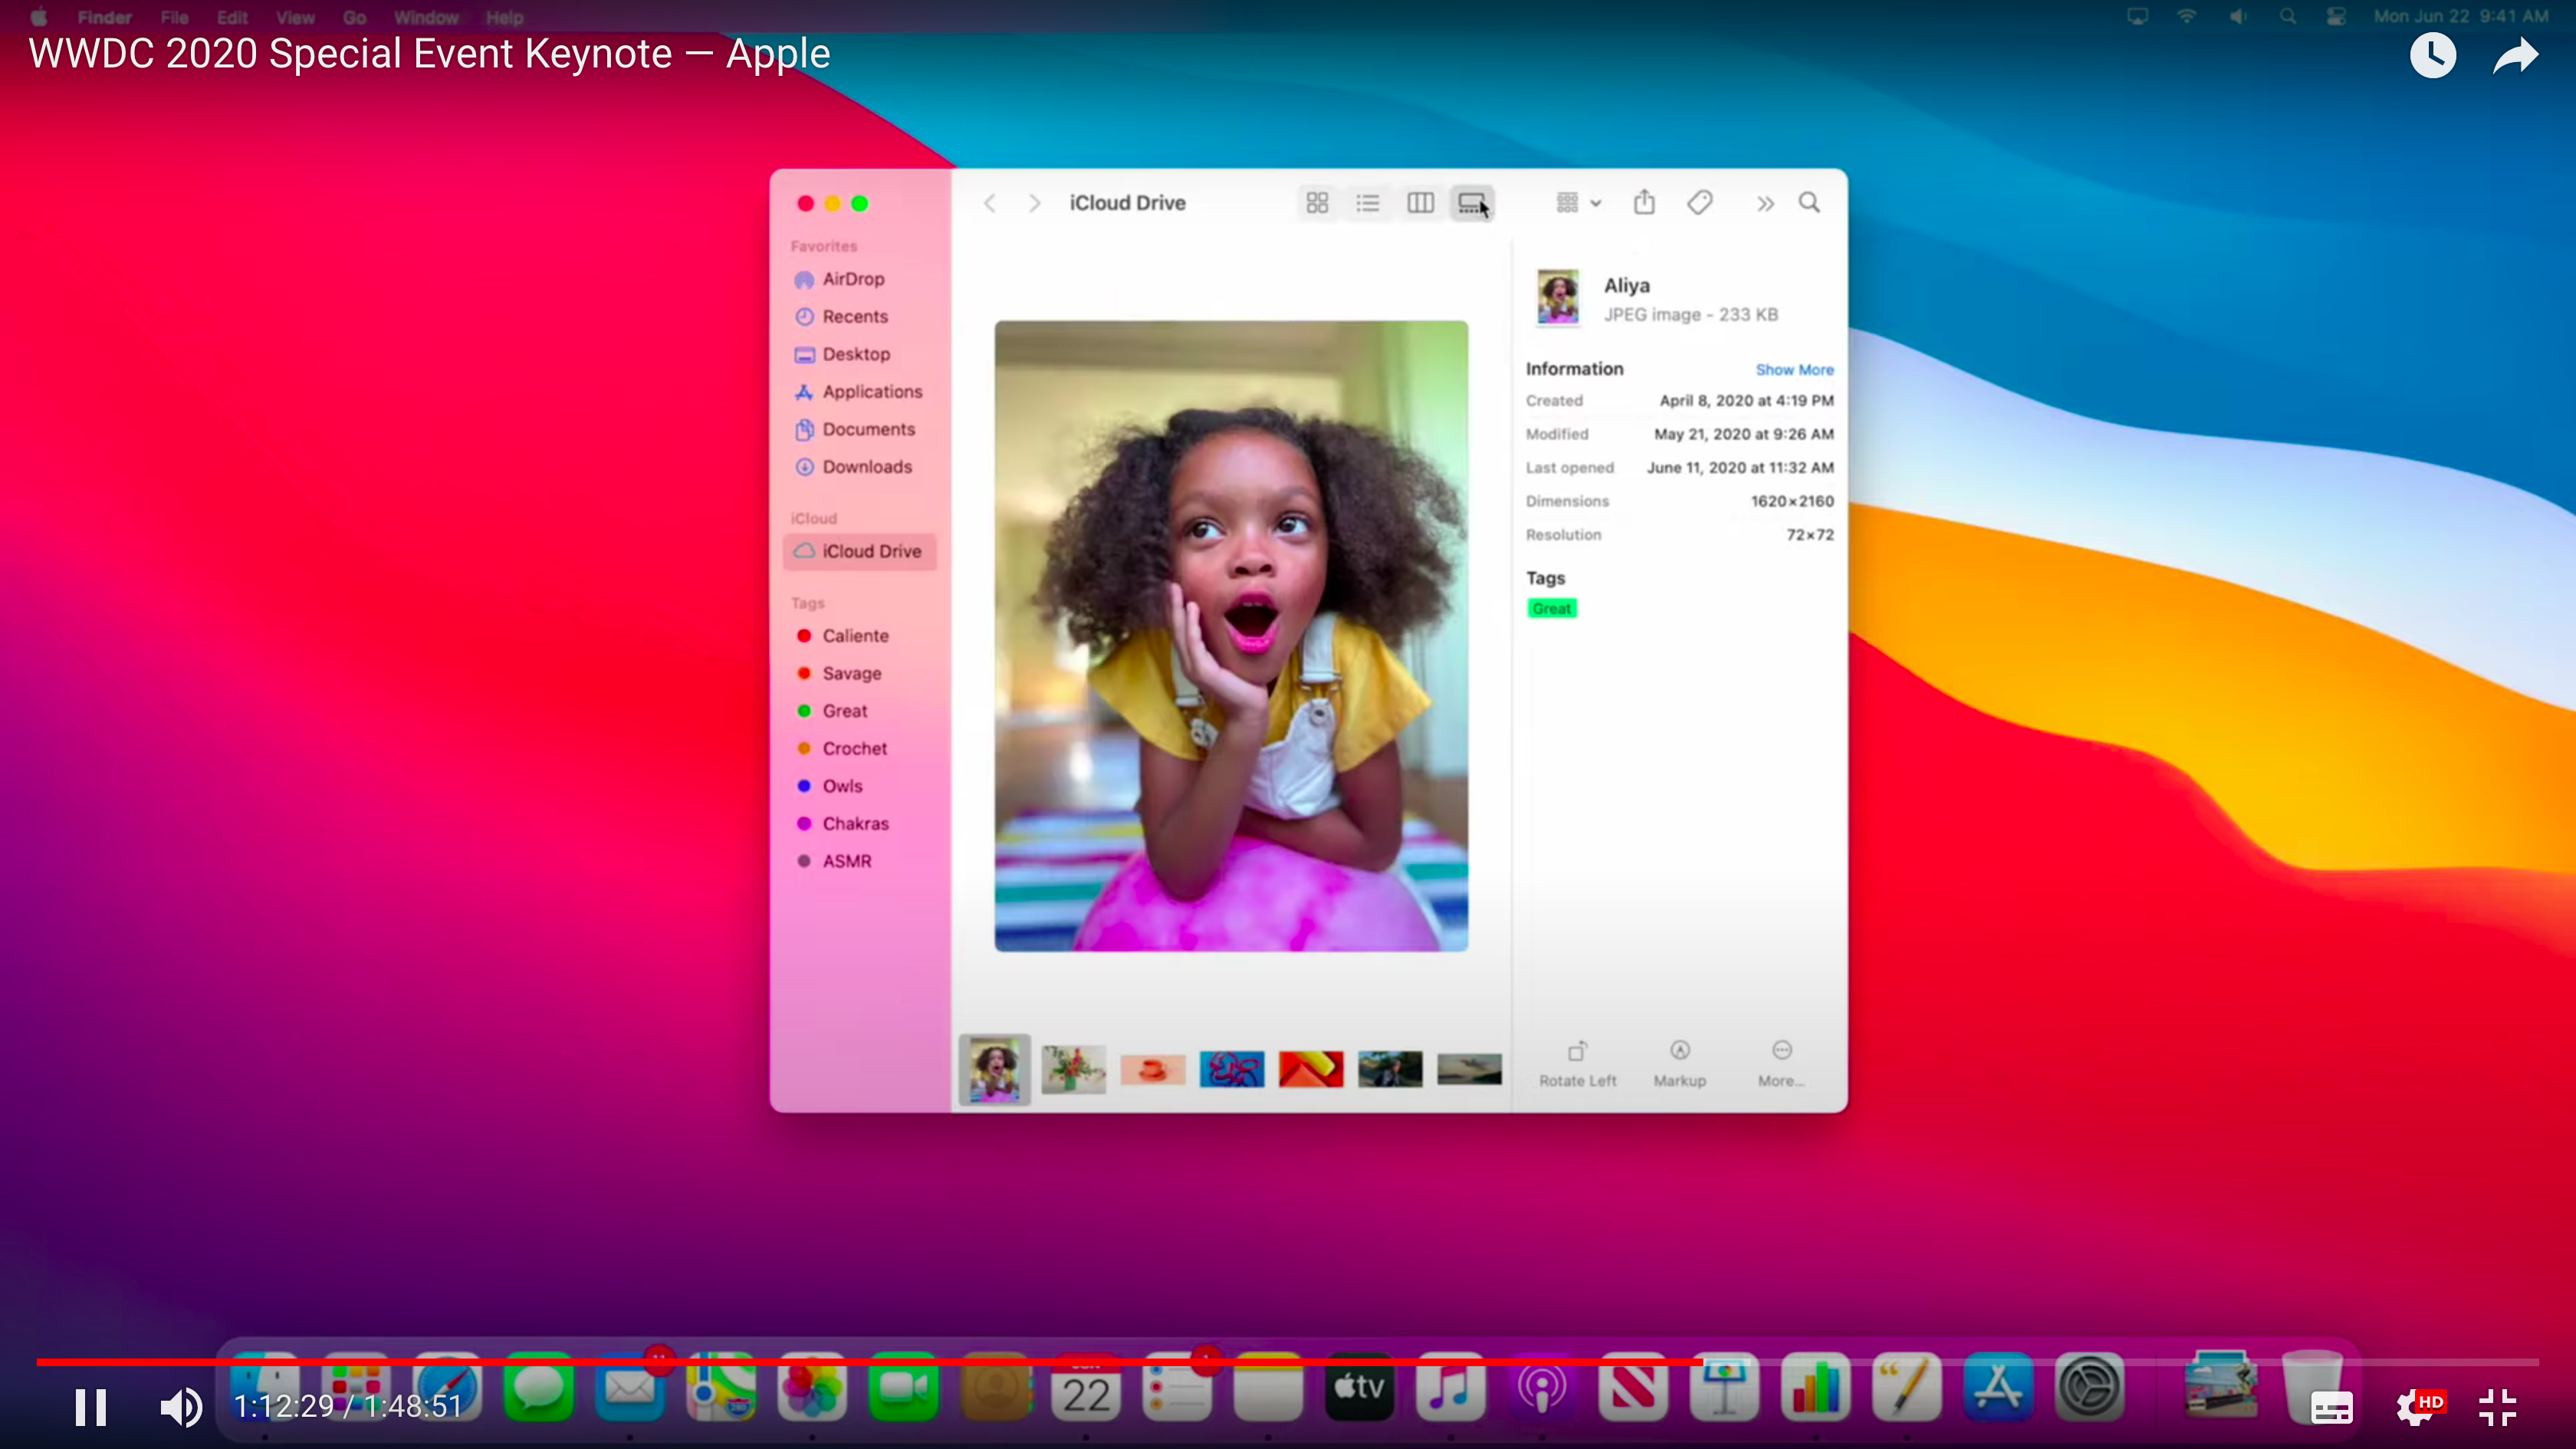 Finder File Edit View Go Window Help
Mon Jun 22 9:41 AM
WWDC 2020 Special Event Keynote — Apple
iCloud Drive
Favorites
AirDrop
Recents
Desktop
Applications
Documents
Downloads
iCloud
iCloud Drive
Tags
Caliente
Savage
Great
Crochet
Owls
Chakras
ASMR
Aliya
JPEG image - 233 KB
Information Show More
Created April 8, 2020 at 4:19 PM
Modified May 21, 2020 at 9:26 AM
Last opened June 11, 2020 at 11:32 AM
Dimensions 1620×2160
Resolution 72×72
Tags
Great
Rotate Left Markup More...
22
tv
1:12:29 / 1:48:51
HD